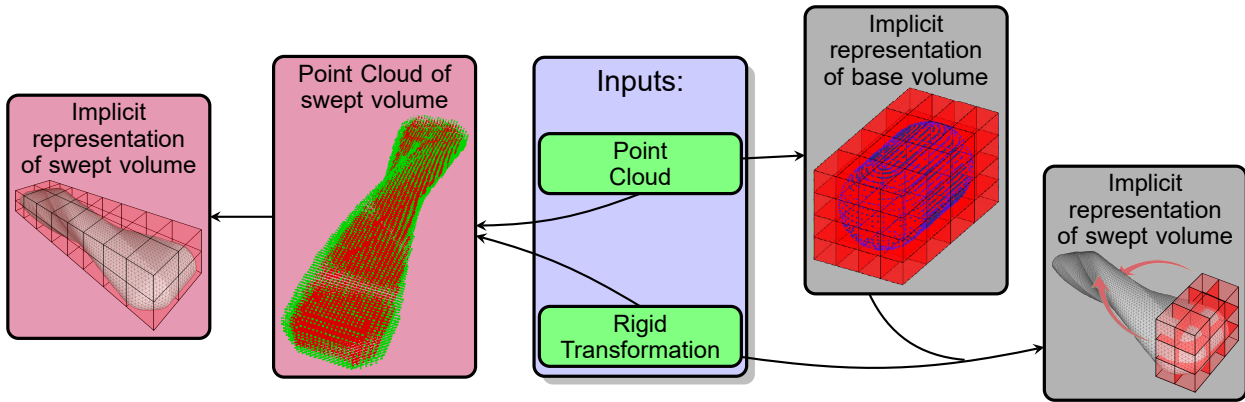 Implicit
representation
of swept volume
Point Cloud of
swept volume
Inputs:
Point
Cloud
Rigid
Transformation
Implicit
representation
of base volume
Implicit
representation
of swept volume